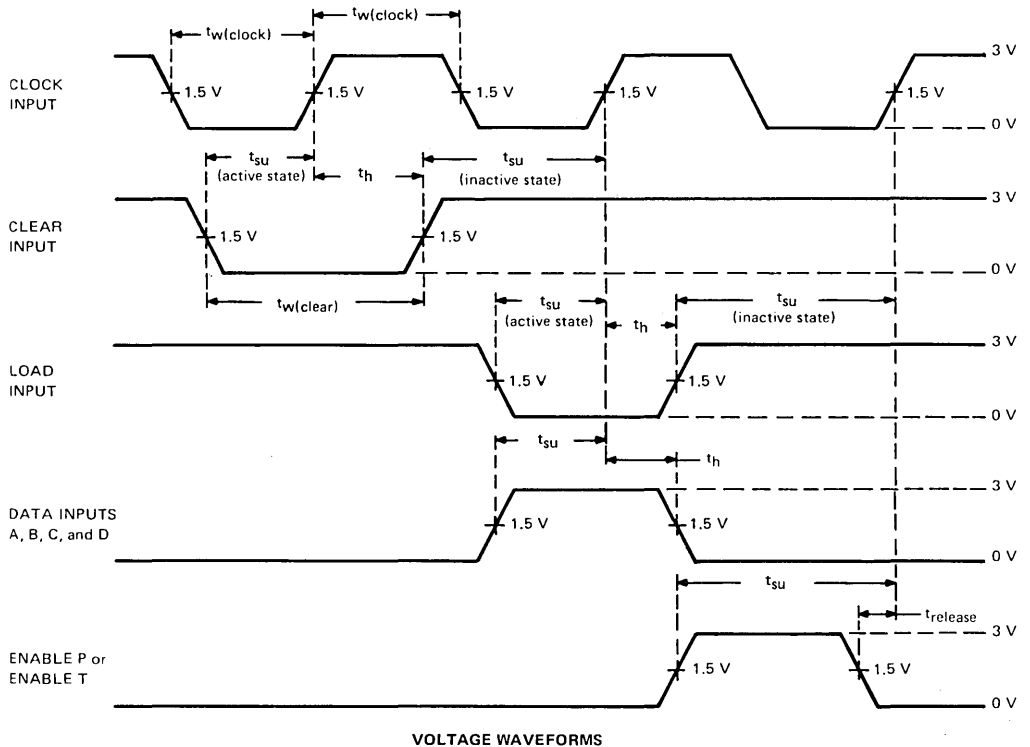 tw(clock)
tw(clock)
3 V
CLOCK
INPUT
1.5 V
1.5 V
1.5 V
1.5 V
1.5 V
0 V
tsu
(active state)
th
tsu
(inactive state)
3 V
CLEAR
INPUT
1.5 V
1.5 V
0 V
tw(clear)
tsu
(active state)
th
tsu
(inactive state)
3 V
LOAD
INPUT
1.5 V
1.5 V
0 V
tsu
th
3 V
DATA INPUTS
A, B, C, and D
1.5 V
1.5 V
0 V
tsu
trelease
3 V
ENABLE P or
ENABLE T
1.5 V
1.5 V
0 V
VOLTAGE WAVEFORMS